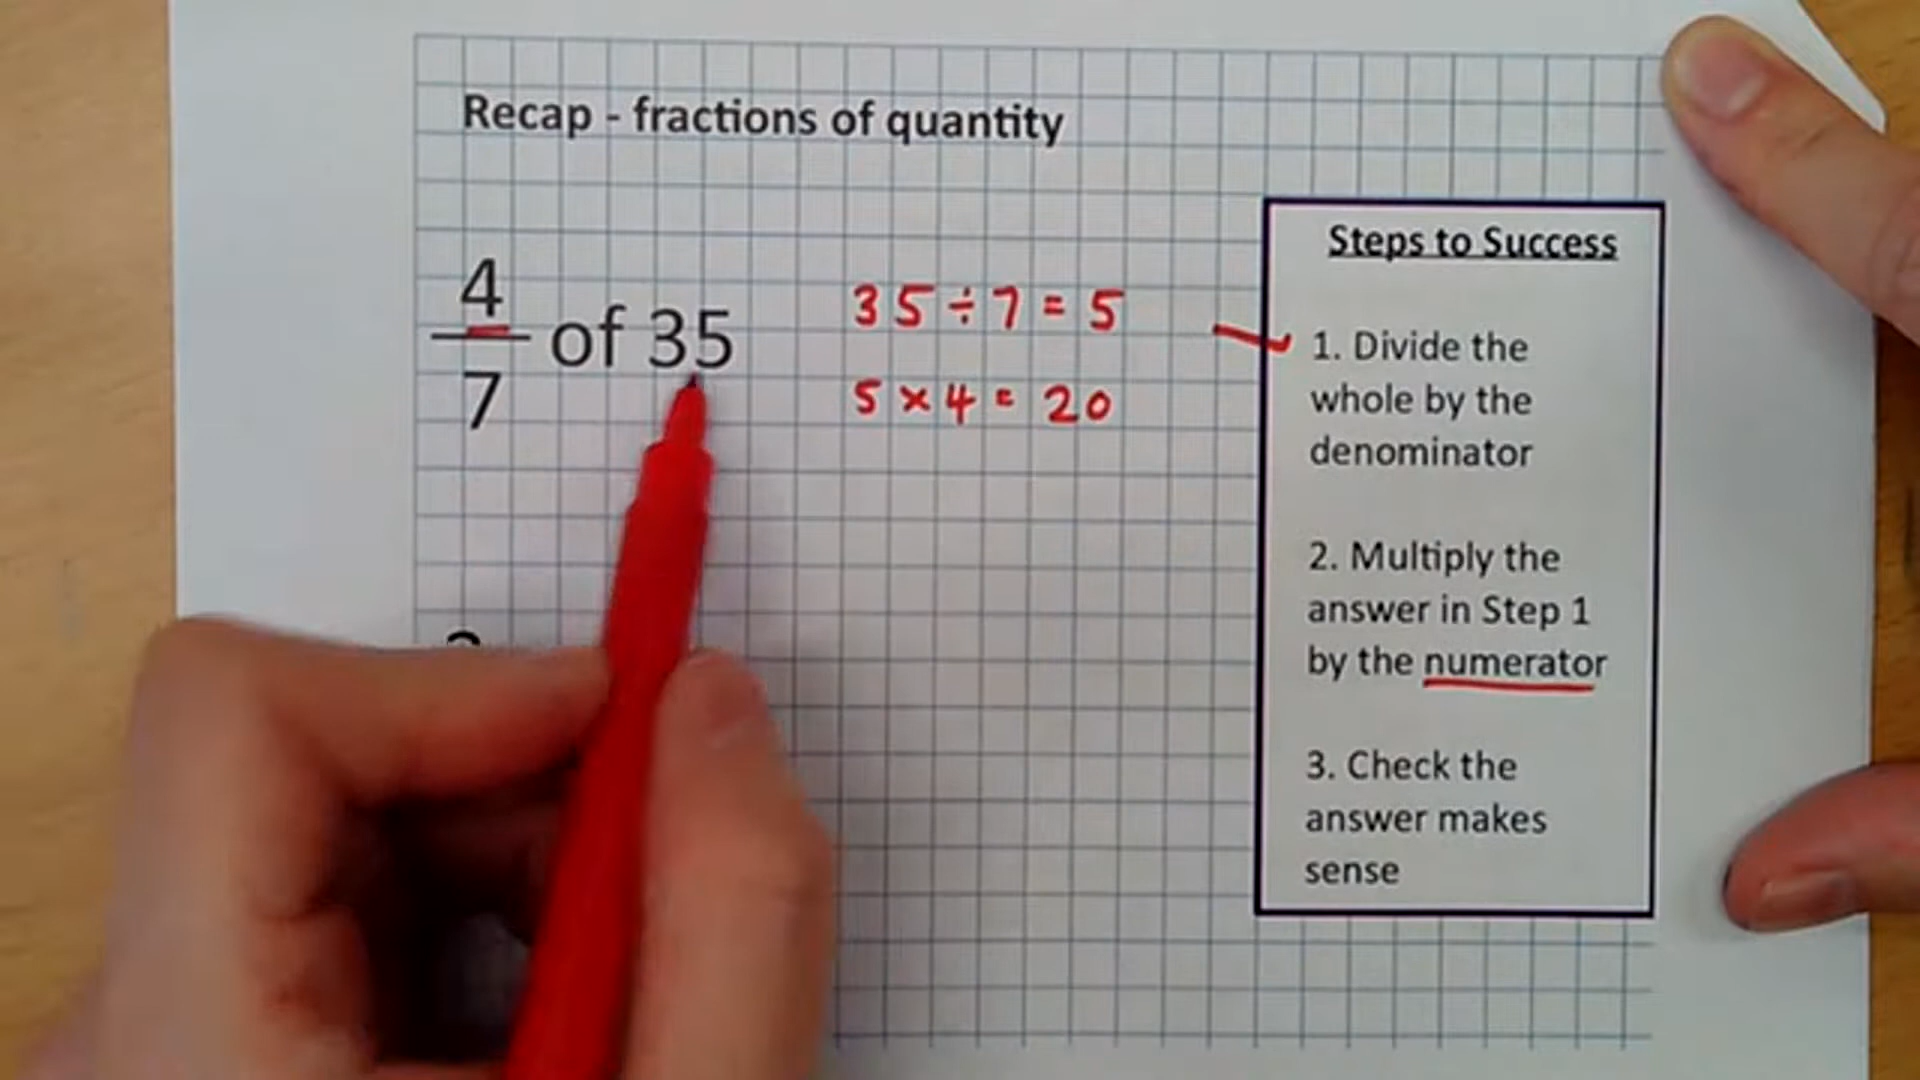 Recap - fractions of quantity
4
7
of 35
35 ÷ 7 = 5
5 × 4 = 20
Steps to Success
1. Divide the
whole by the
denominator
2. Multiply the
answer in Step 1
by the numerator
3. Check the
answer makes
sense